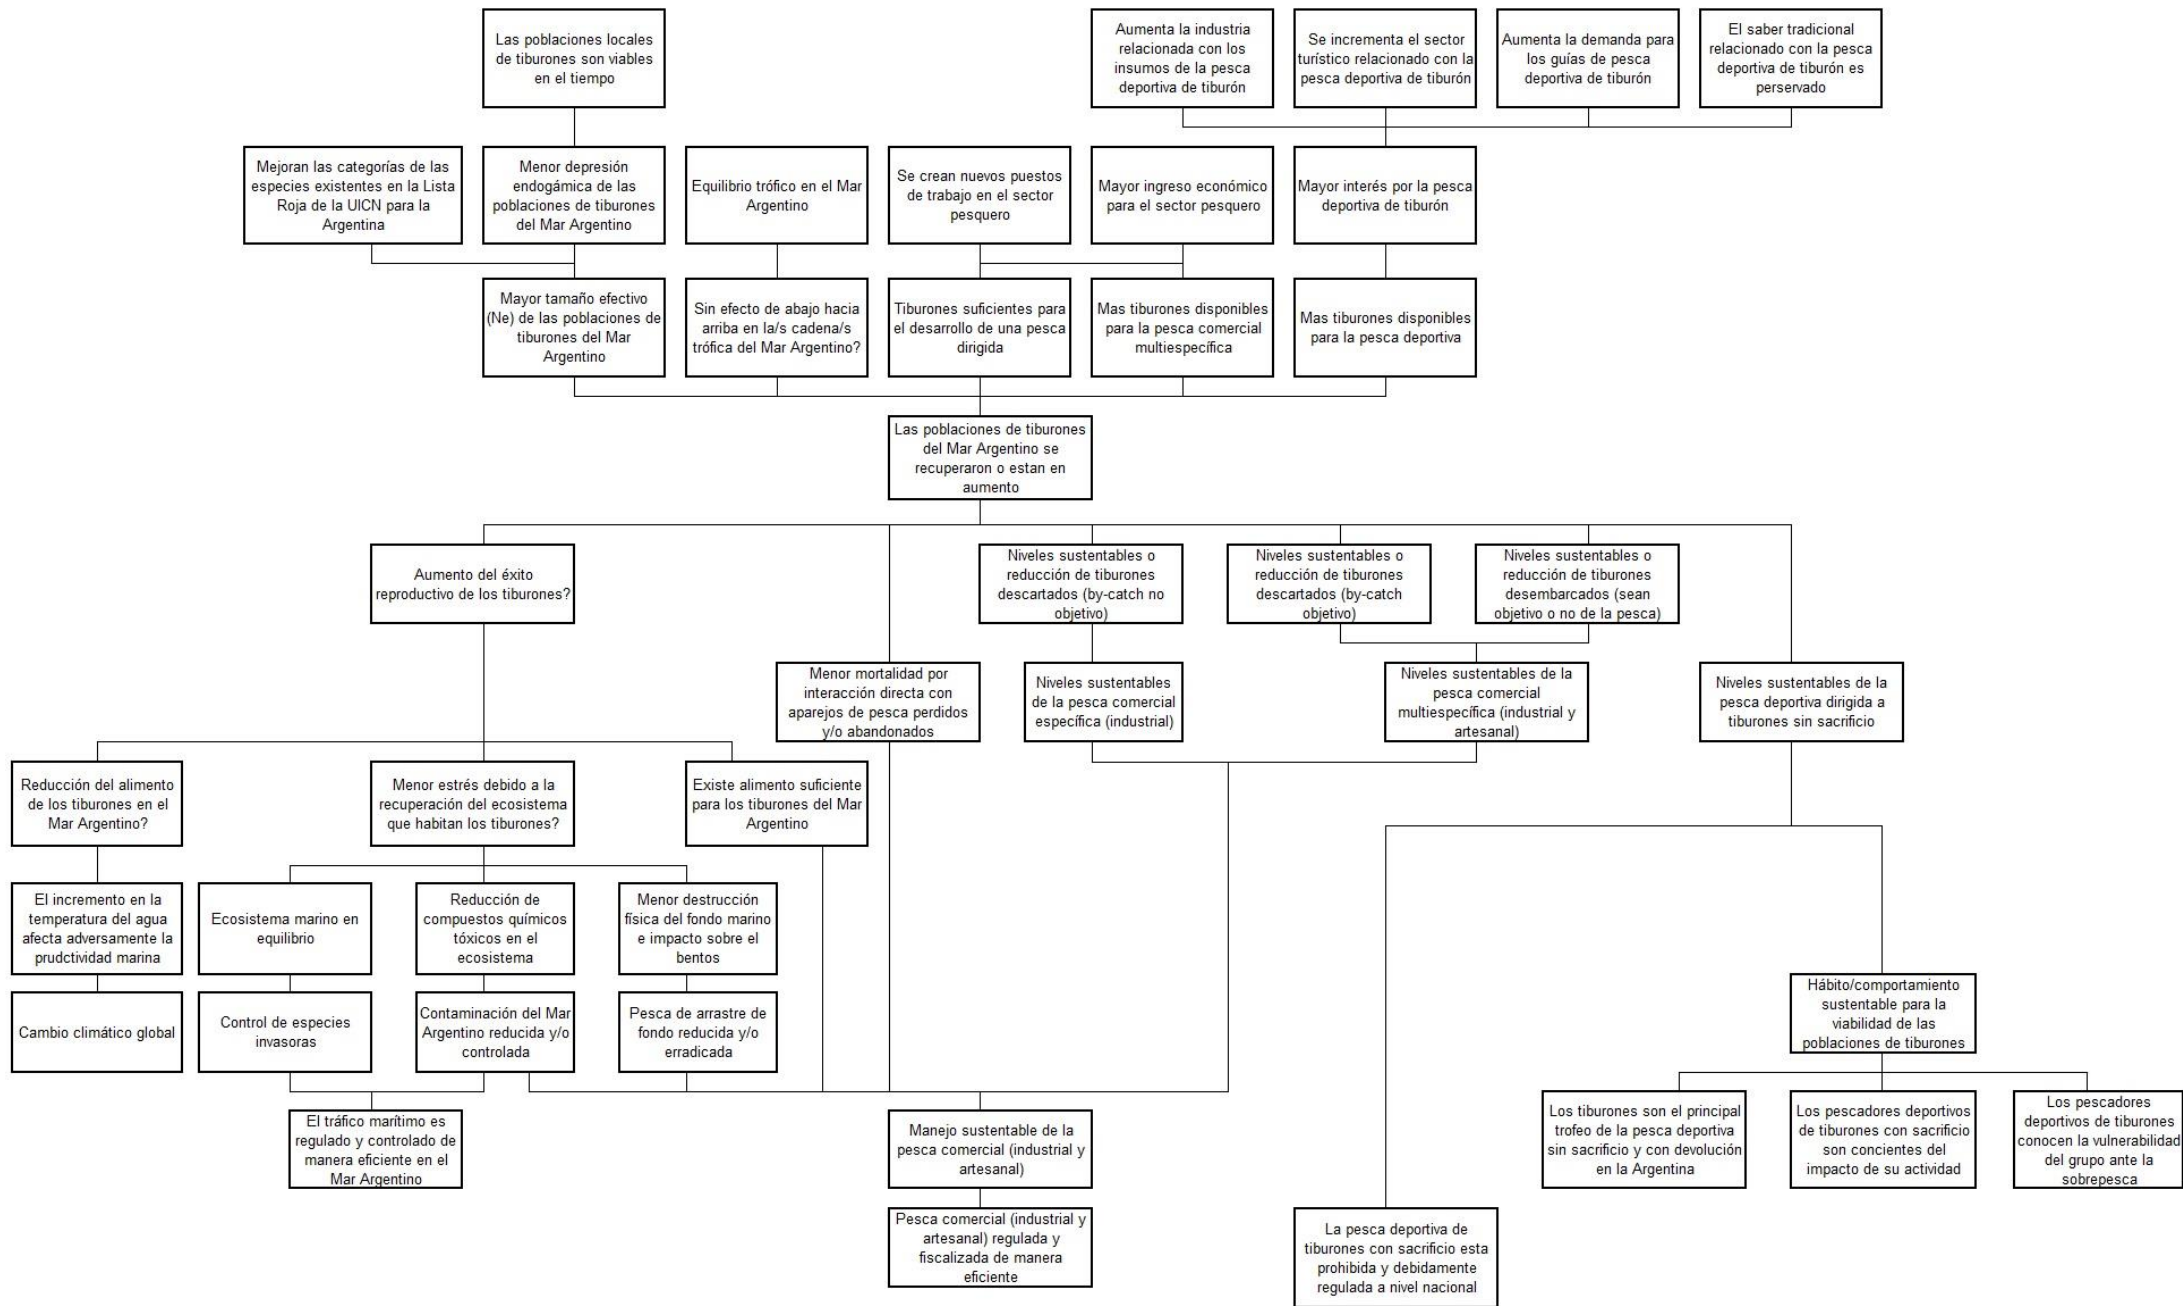 Las poblaciones locales
de tiburones son viables
en el tiempo
Aumenta la industria
relacionada con los
insumos de la pesca
deportiva de tiburón
Se incrementa el sector
turístico relacionado con la
pesca deportiva de tiburón
Aumenta la demanda para
los guías de pesca
deportiva de tiburón
El saber tradicional
relacionado con la pesca
deportiva de tiburón es
perservado
Mejoran las categorías de las
especies existentes en la Lista
Roja de la UICN para la
Argentina
Menor depresión
endogámica de las
poblaciones de tiburones
del Mar Argentino
Equilibrio trófico en el Mar
Argentino
Se crean nuevos puestos
de trabajo en el sector
pesquero
Mayor ingreso económico
para el sector pesquero
Mayor interés por la pesca
deportiva de tiburón
Mayor tamaño efectivo
(Ne) de las poblaciones de
tiburones del Mar
Argentino
Sin efecto de abajo hacia
arriba en la/s cadena/s
trófica del Mar Argentino?
Tiburones suficientes para
el desarrollo de una pesca
dirigida
Mas tiburones disponibles
para la pesca comercial
multiespecífica
Mas tiburones disponibles
para la pesca deportiva
Las poblaciones de tiburones
del Mar Argentino se
recuperaron o estan en
aumento
Aumento del éxito
reproductivo de los tiburones?
Niveles sustentables o
reducción de tiburones
descartados (by-catch no
objetivo)
Niveles sustentables o
reducción de tiburones
descartados (by-catch
objetivo)
Niveles sustentables o
reducción de tiburones
desembarcados (sean
objetivo o no de la pesca)
Menor mortalidad por
interacción directa con
aparejos de pesca perdidos
y/o abandonados
Niveles sustentables
de la pesca comercial
específica (industrial)
Niveles sustentables de la
pesca comercial
multiespecífica (industrial y
artesanal)
Niveles sustentables de la
pesca deportiva dirigida a
tiburones sin sacrificio
Reducción del alimento
de los tiburones en el
Mar Argentino?
Menor estrés debido a la
recuperación del ecosistema
que habitan los tiburones?
Existe alimento suficiente
para los tiburones del Mar
Argentino
El incremento en la
temperatura del agua
afecta adversamente la
prudctividad marina
Ecosistema marino en
equilibrio
Reducción de
compuestos químicos
tóxicos en el
ecosistema
Menor destrucción
física del fondo marino
e impacto sobre el
bentos
Cambio climático global
Control de especies
invasoras
Contaminación del Mar
Argentino reducida y/o
controlada
Pesca de arrastre de
fondo reducida y/o
erradicada
Hábito/comportamiento
sustentable para la
viabilidad de las
poblaciones de tiburones
El tráfico marítimo es
regulado y controlado de
manera eficiente en el
Mar Argentino
Manejo sustentable de la
pesca comercial (industrial y
artesanal)
Los tiburones son el principal
trofeo de la pesca deportiva
sin sacrificio y con devolución
en la Argentina
Los pescadores deportivos
de tiburones con sacrificio
son concientes del
impacto de su actividad
Los pescadores
deportivos de tiburones
conocen la vulnerabilidad
del grupo ante la
sobrepesca
Pesca comercial (industrial y
artesanal) regulada y
fiscalizada de manera
eficiente
La pesca deportiva de
tiburones con sacrificio esta
prohibida y debidamente
regulada a nivel nacional